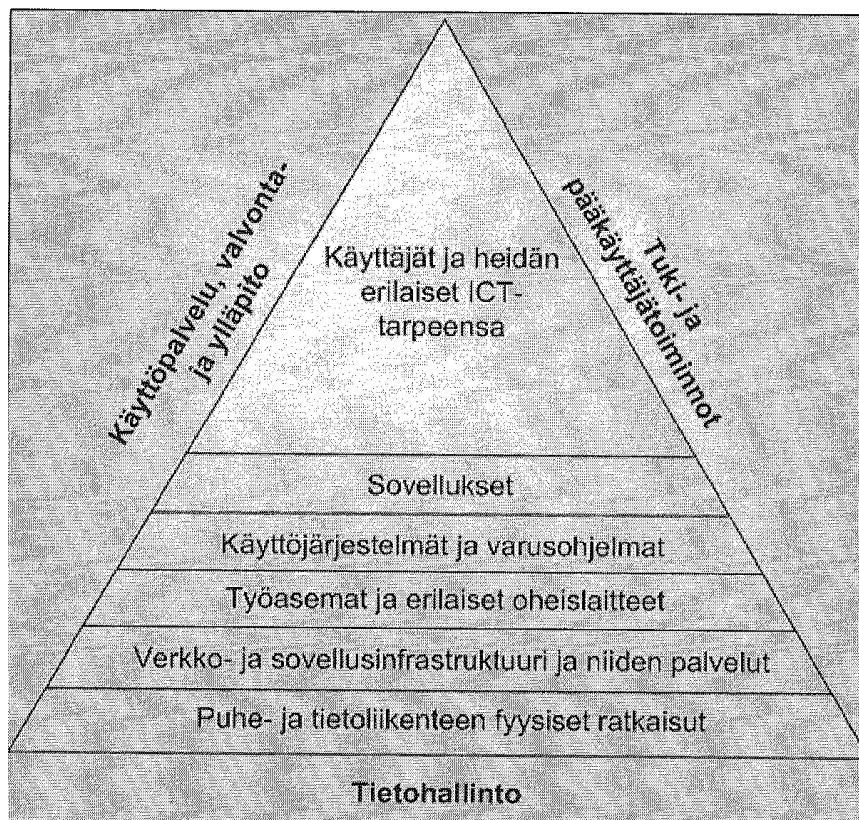 Käyttöpalvelu, valvonta-
ja ylläpito
Tuki- ja
pääkäyttäjätoiminnot
Käyttäjät ja heidän
erilaiset ICT-
tarpeensa
Sovellukset
Käyttöjärjestelmät ja varusohjelmat
Työasemat ja erilaiset oheislaitteet
Verkko- ja sovellusinfrastruktuuri ja niiden palvelut
Puhe- ja tietoliikenteen fyysiset ratkaisut
Tietohallinto